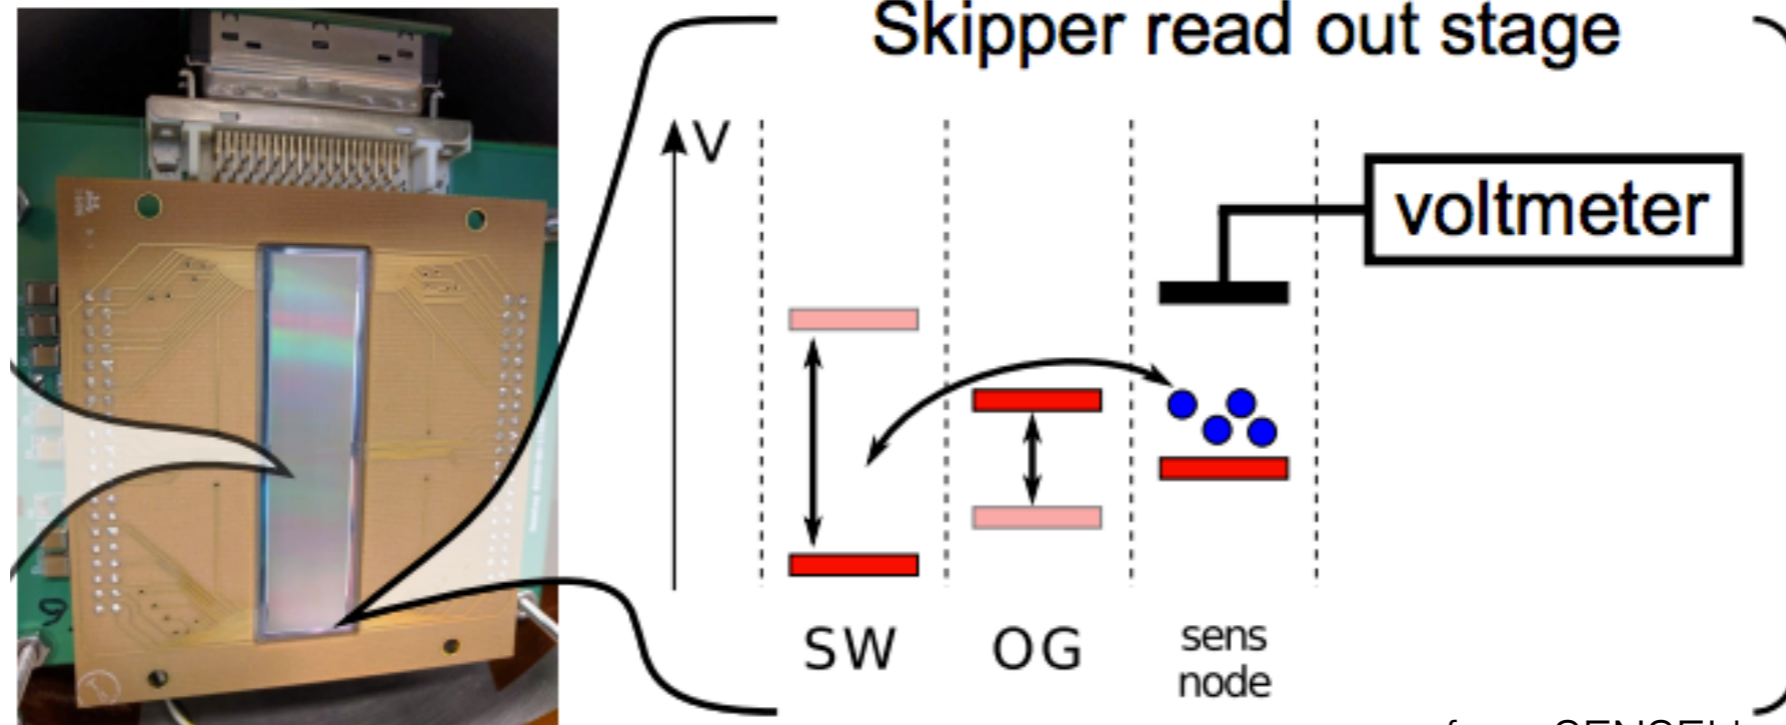 Skipper read out stage
V
voltmeter
SW
OG
sens
node